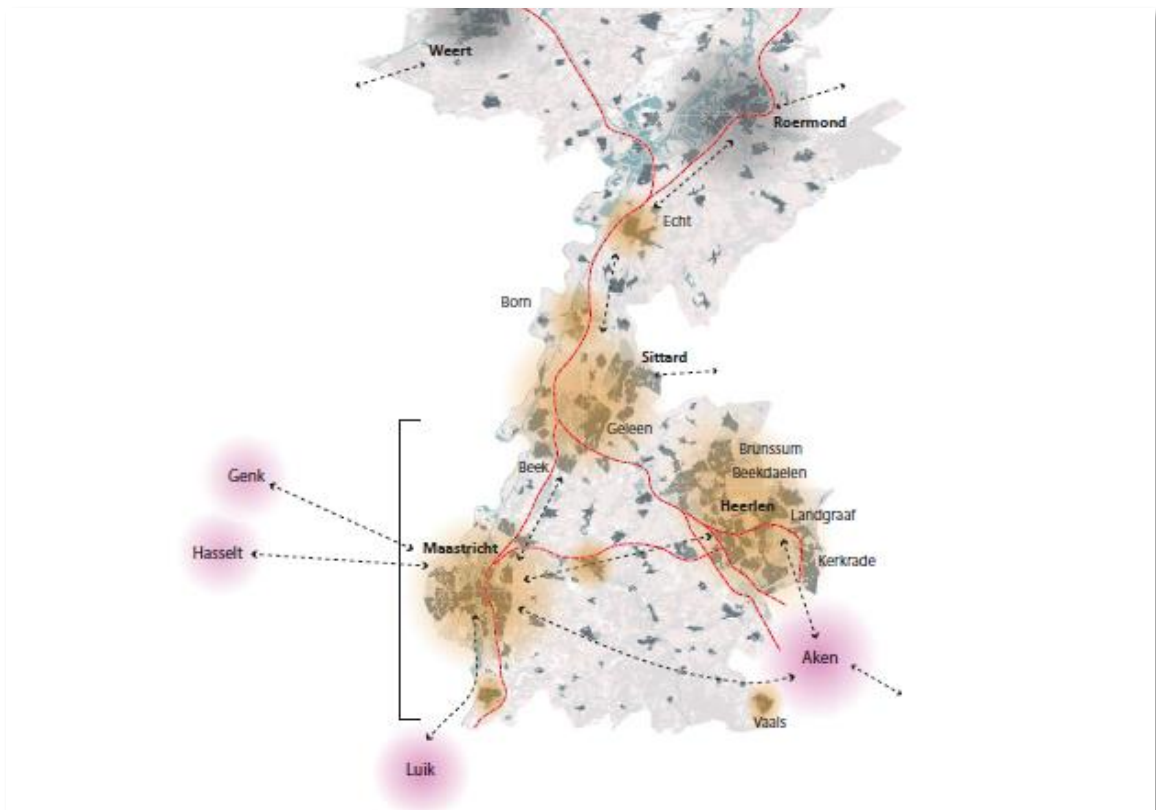 Weert
Roermond
Echt
Born
Sittard
Geleen
Brunssum
Beek
Beekdaelen
Genk
Heerlen
Landgraaf
Maastricht
Hasselt
Kerkrade
Aken
Vaals
Luik